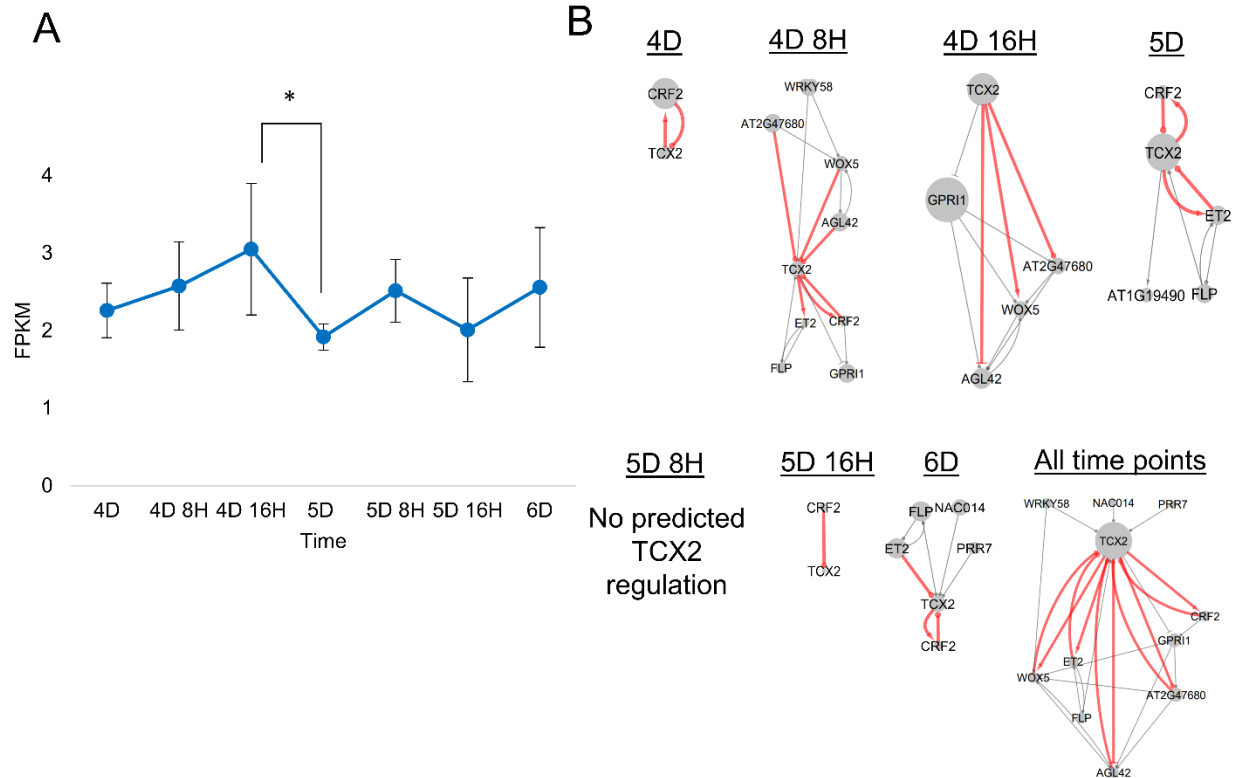 A
*
4
3
2
1
0
FPKM
4D 4D 8H 4D 16H 5D 5D 8H 5D 16H 6D
Time
B
4D
CRF2
TCX2
4D 8H
WRKY58
AT2G47680
WOX5
AGL42
TCX2
ET2 CRF2
FLP GPRI1
4D 16H
TCX2
GPRI1
AT2G47680
WOX5
AGL42
5D
CRF2
TCX2
ET2
AT1G19490 FLP
5D 8H
No predicted
TCX2
regulation
5D 16H
CRF2
TCX2
6D
FLP NAC014
ET2 PRR7
TCX2
CRF2
All time points
WRKY58 NAC014 PRR7
TCX2
CRF2
GPRI1
ET2
WOX5
AT2G47680
FLP
AGL42